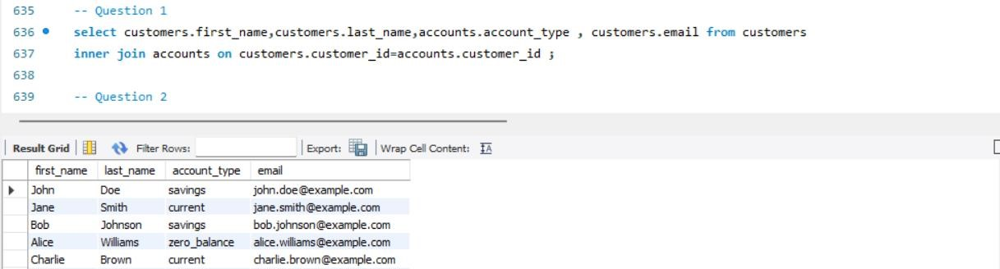 635 -- Question 1
636 select customers.first_name,customers.last_name,accounts.account_type , customers.email from customers
637 inner join accounts on customers.customer_id=accounts.customer_id ;
638
639 -- Question 2
Result Grid Filter Rows: Export: Wrap Cell Content: IA
first_name last_name account_type email
John Doe savings john.doe@example.com
Jane Smith current jane.smith@example.com
Bob Johnson savings bob.johnson@example.com
Alice Williams zero_balance alice.williams@example.com
Charlie Brown current charlie.brown@example.com